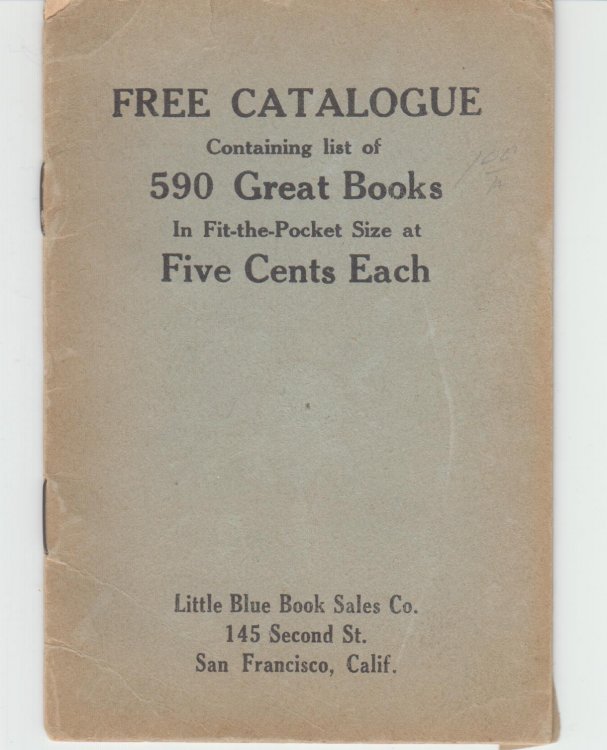 FREE CATALOGUE
Containing list of
590 Great Books
In Fit-the-Pocket Size at
Five Cents Each
Little Blue Book Sales Co.
145 Second St.
San Francisco, Calif.